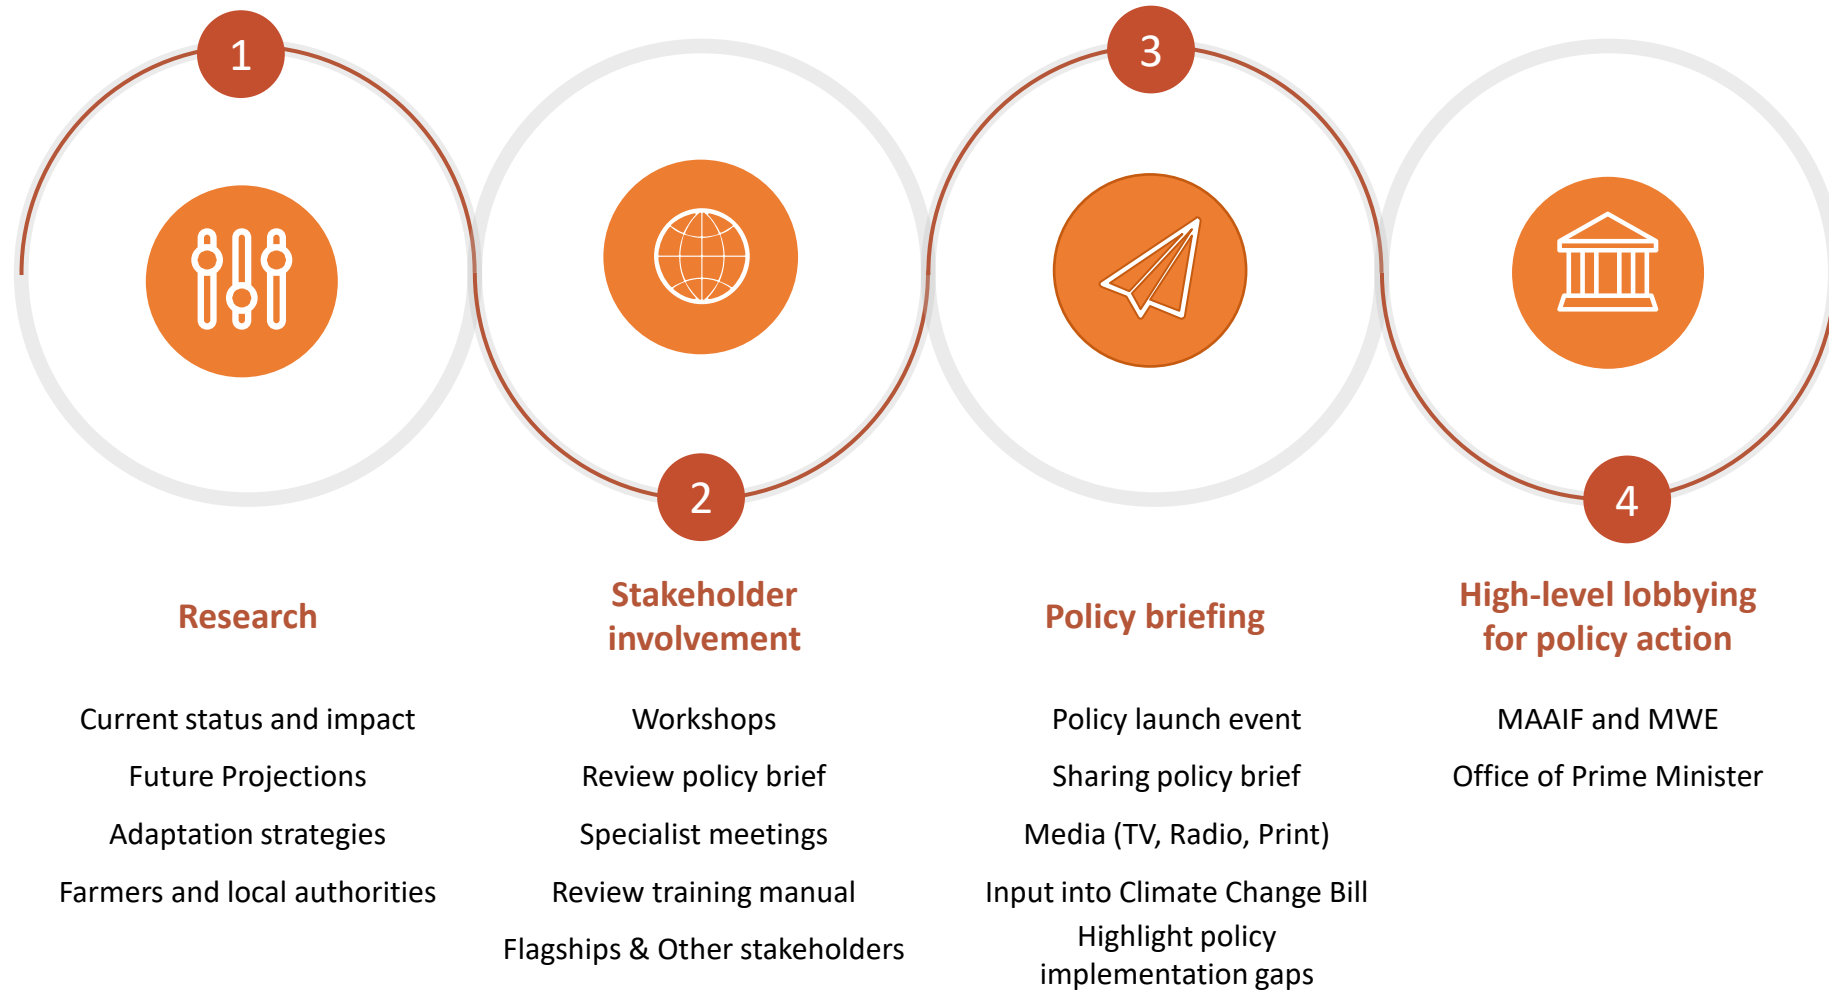 1
Research
Current status and impact
Future Projections
Adaptation strategies
Farmers and local authorities
2
Stakeholder
involvement
Workshops
Review policy brief
Specialist meetings
Review training manual
Flagships & Other stakeholders
3
Policy briefing
Policy launch event
Sharing policy brief
Media (TV, Radio, Print)
Input into Climate Change Bill
Highlight policy
implementation gaps
4
High-level lobbying
for policy action
MAAIF and MWE
Office of Prime Minister